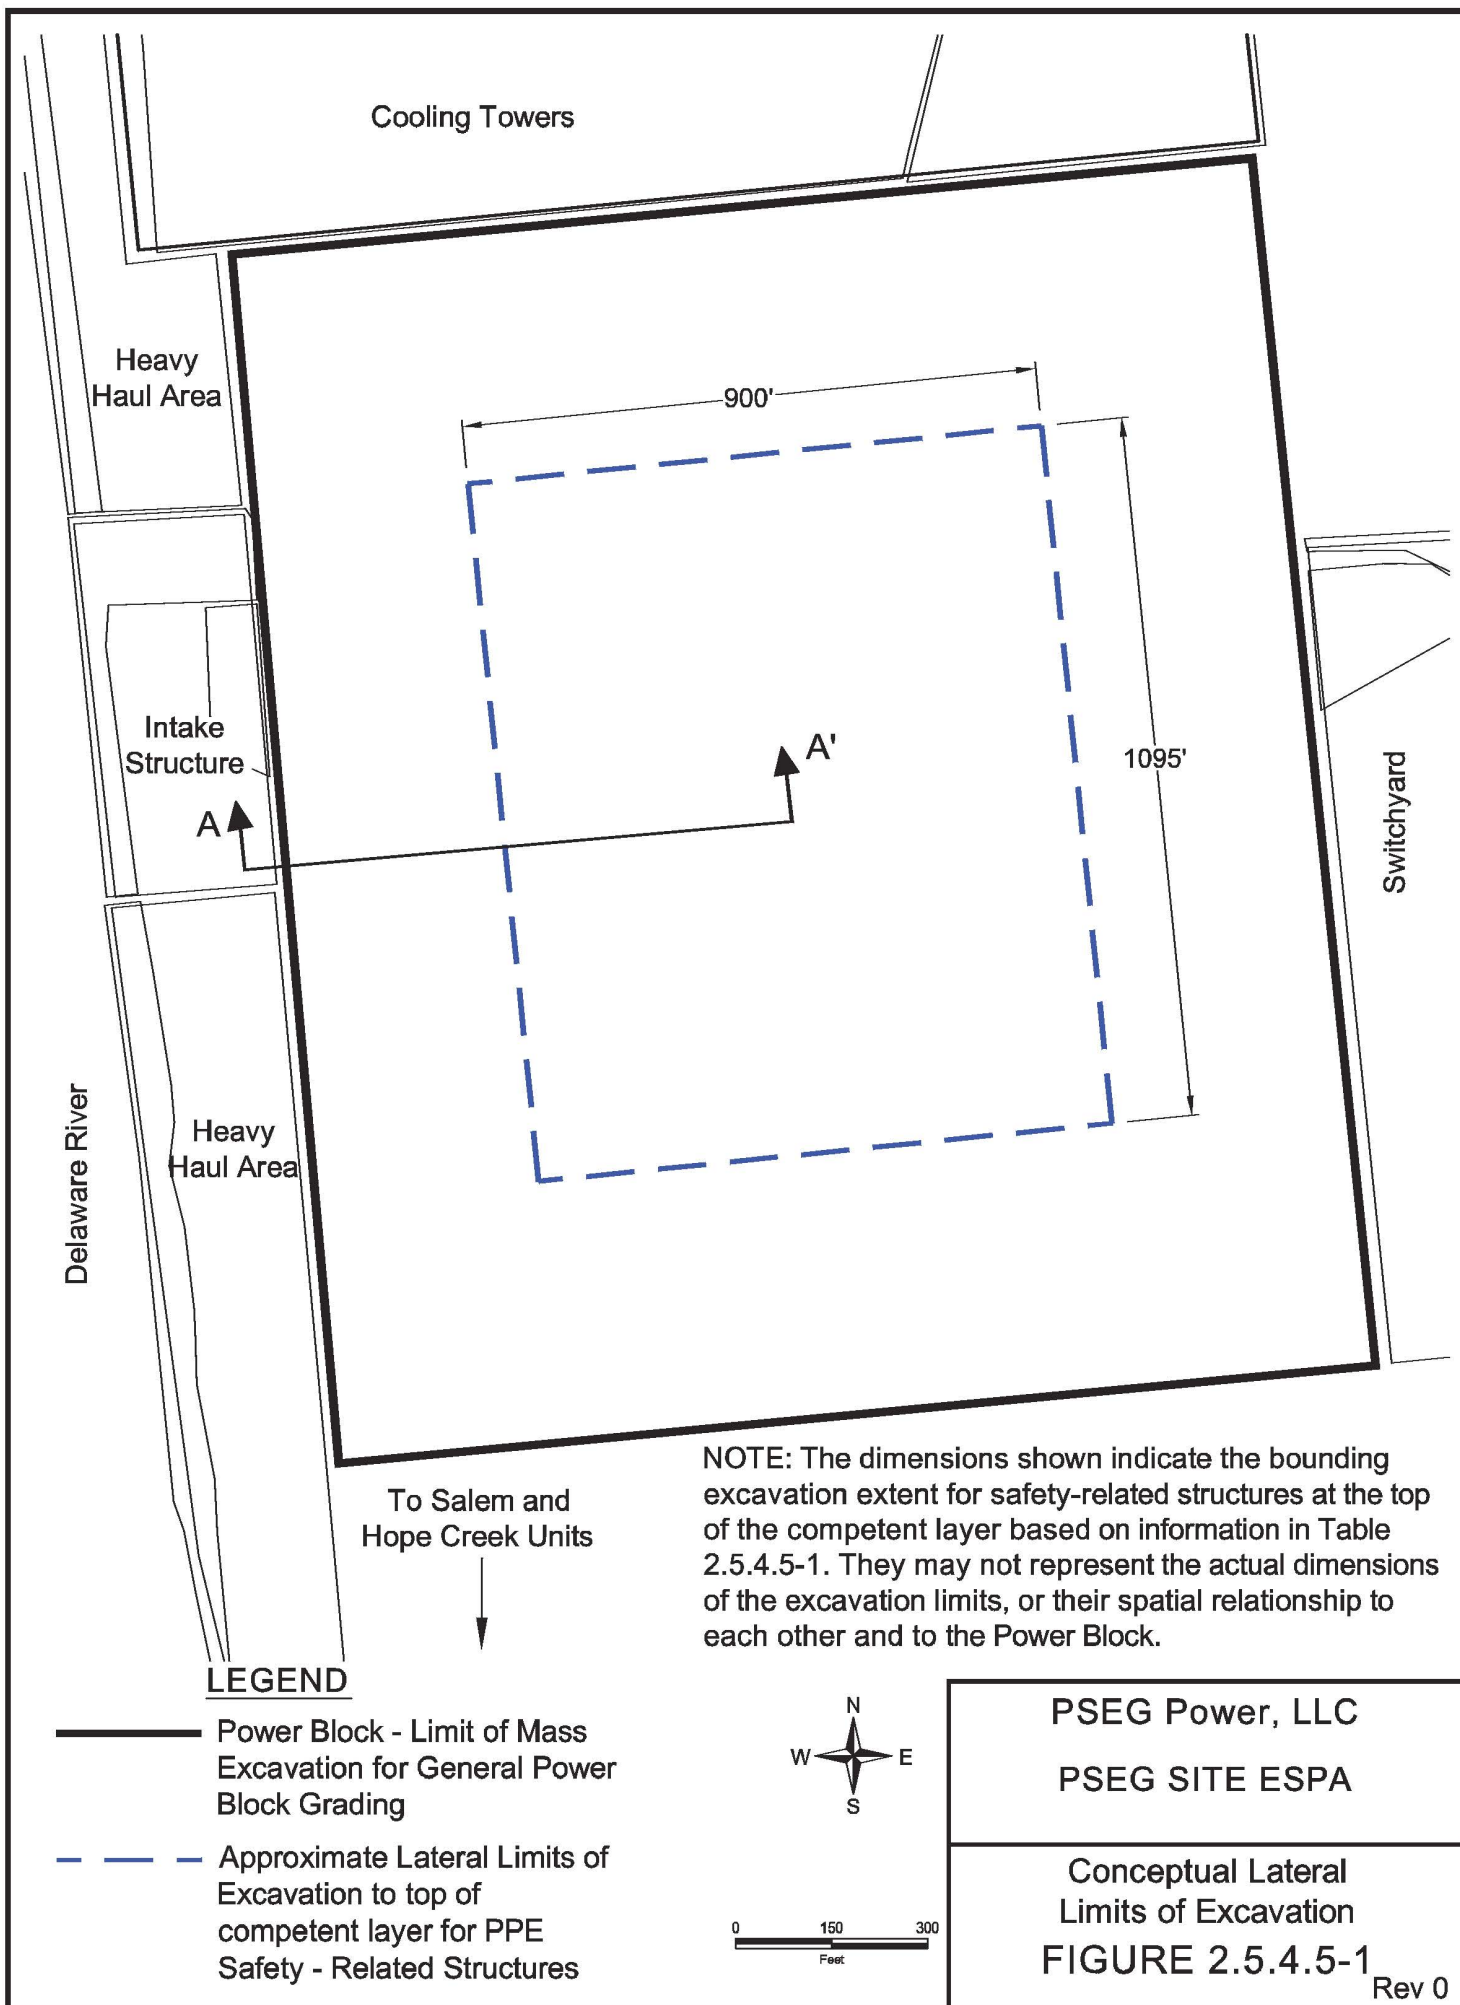 Cooling Towers
Heavy
Haul Area
900'
Intake
Structure
A
A'
1095'
Switchyard
Delaware River
Heavy
Haul Area
To Salem and
Hope Creek Units
NOTE: The dimensions shown indicate the bounding
excavation extent for safety-related structures at the top
of the competent layer based on information in Table
2.5.4.5-1. They may not represent the actual dimensions
of the excavation limits, or their spatial relationship to
each other and to the Power Block.
LEGEND
Power Block - Limit of Mass
Excavation for General Power
Block Grading
Approximate Lateral Limits of
Excavation to top of
competent layer for PPE
Safety - Related Structures
N
W E
S
0 150 300
Feet
PSEG Power, LLC
PSEG SITE ESPA
Conceptual Lateral
Limits of Excavation
FIGURE 2.5.4.5-1
Rev 0